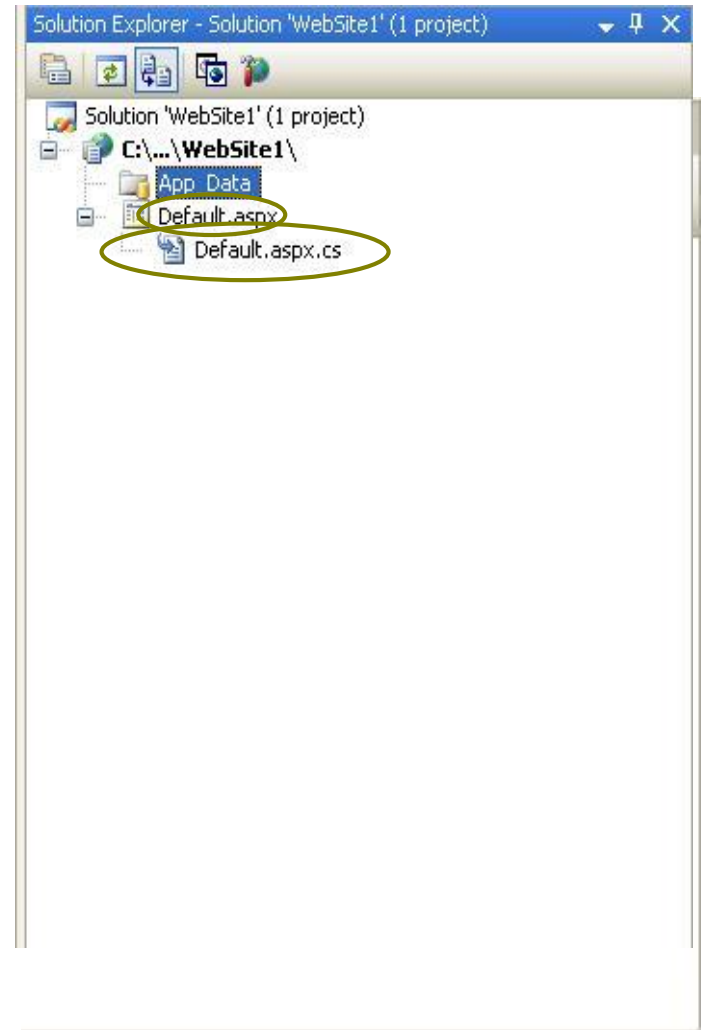 Solution Explorer - Solution 'WebSite1' (1 project)
Solution 'WebSite1' (1 project)
C:\...\WebSite1\
App_Data
Default.aspx
Default.aspx.cs